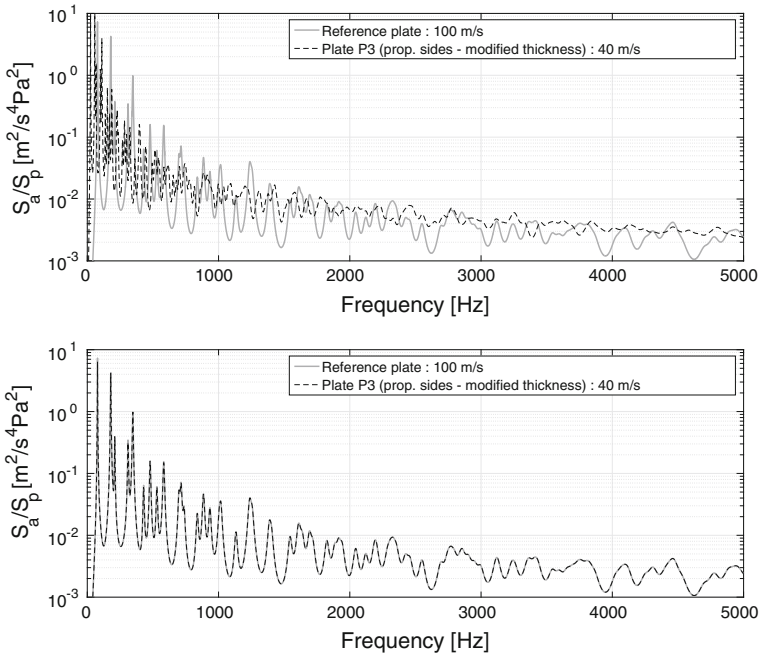 Reference plate : 100 m/s
Plate P3 (prop. sides - modified thickness) : 40 m/s
10^1
10^0
10^-1
10^-2
10^-3
S_a/S_p [m^2/s^4Pa^2]
0 1000 2000 3000 4000 5000
Frequency [Hz]
Reference plate : 100 m/s
Plate P3 (prop. sides - modified thickness) : 40 m/s
10^1
10^0
10^-1
10^-2
10^-3
S_a/S_p [m^2/s^4Pa^2]
0 1000 2000 3000 4000 5000
Frequency [Hz]